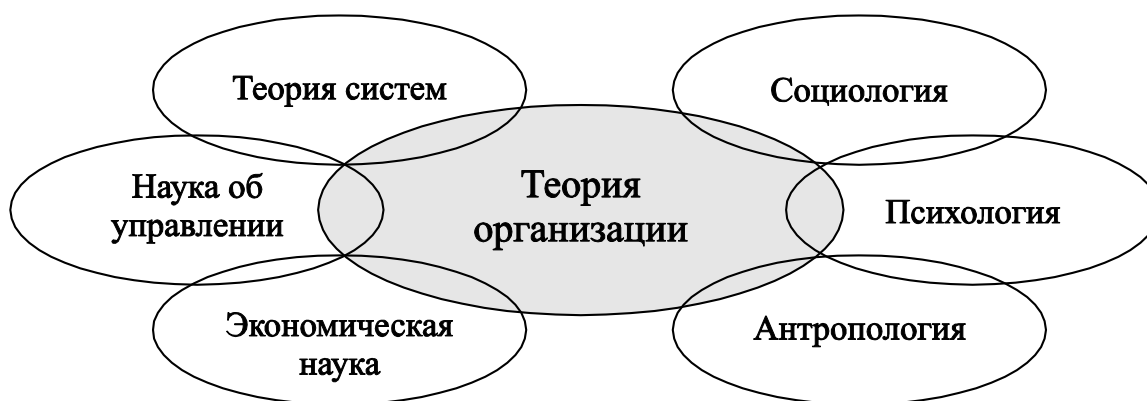 Теория систем
Социология
Наука об
управлении
Теория
организации
Психология
Экономическая
наука
Антропология